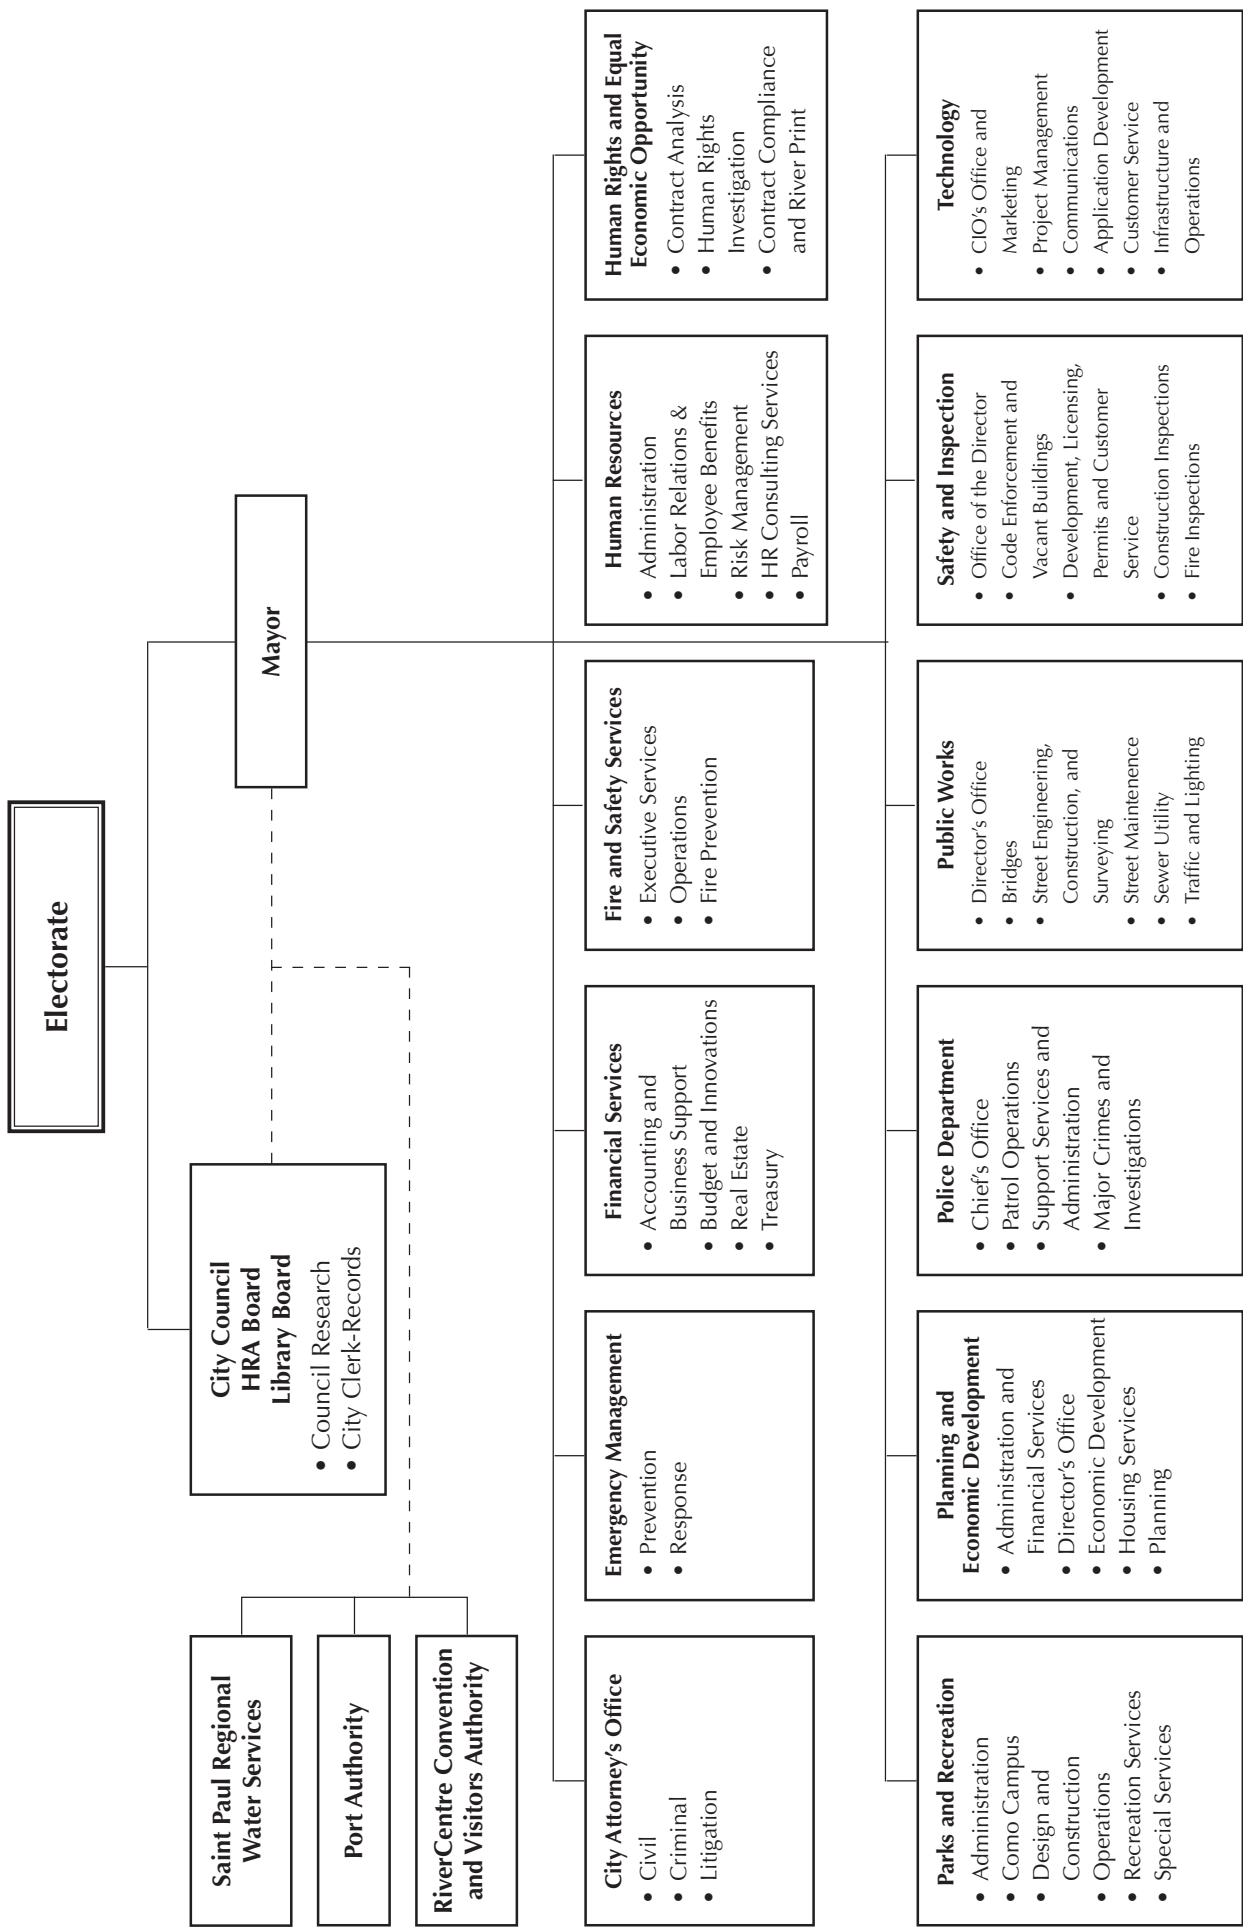 Electorate
City Council
HRA Board
Library Board
• Council Research
• City Clerk-Records
Mayor
Saint Paul Regional
Water Services
Port Authority
RiverCentre Convention
and Visitors Authority
City Attorney's Office
• Civil
• Criminal
• Litigation
Emergency Management
• Prevention
• Response
Financial Services
• Accounting and
Business Support
• Budget and Innovations
• Real Estate
• Treasury
Fire and Safety Services
• Executive Services
• Operations
• Fire Prevention
Human Resources
• Administration
• Labor Relations &
Employee Benefits
• Risk Management
• HR Consulting Services
• Payroll
Human Rights and Equal
Economic Opportunity
• Contract Analysis
• Human Rights
Investigation
• Contract Compliance
and River Print
Parks and Recreation
• Administration
• Como Campus
• Design and
Construction
• Operations
• Recreation Services
• Special Services
Planning and
Economic Development
• Administration and
Financial Services
• Director's Office
• Economic Development
• Housing Services
• Planning
Police Department
• Chief's Office
• Patrol Operations
• Support Services and
Administration
• Major Crimes and
Investigations
Public Works
• Director's Office
• Bridges
• Street Engineering,
Construction, and
Surveying
• Street Maintenence
• Sewer Utility
• Traffic and Lighting
Safety and Inspection
• Office of the Director
• Code Enforcement and
Vacant Buildings
• Development, Licensing,
Permits and Customer
Service
• Construction Inspections
• Fire Inspections
Technology
• CIO's Office and
Marketing
• Project Management
• Communications
• Application Development
• Customer Service
• Infrastructure and
Operations